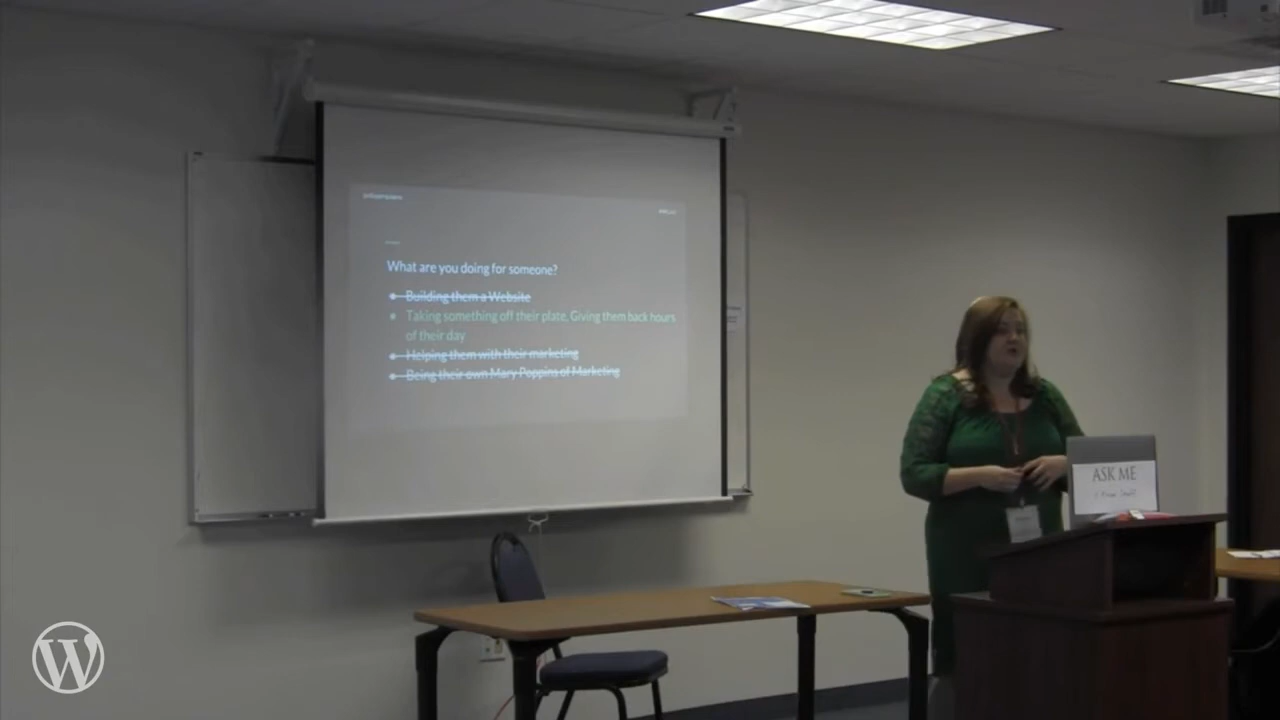 What are you doing for someone?
Building them a Website
Taking something off their plate. Giving them back hours
of their day
Helping them with their marketing
Being their own Mary Poppins of Marketing
ASK ME